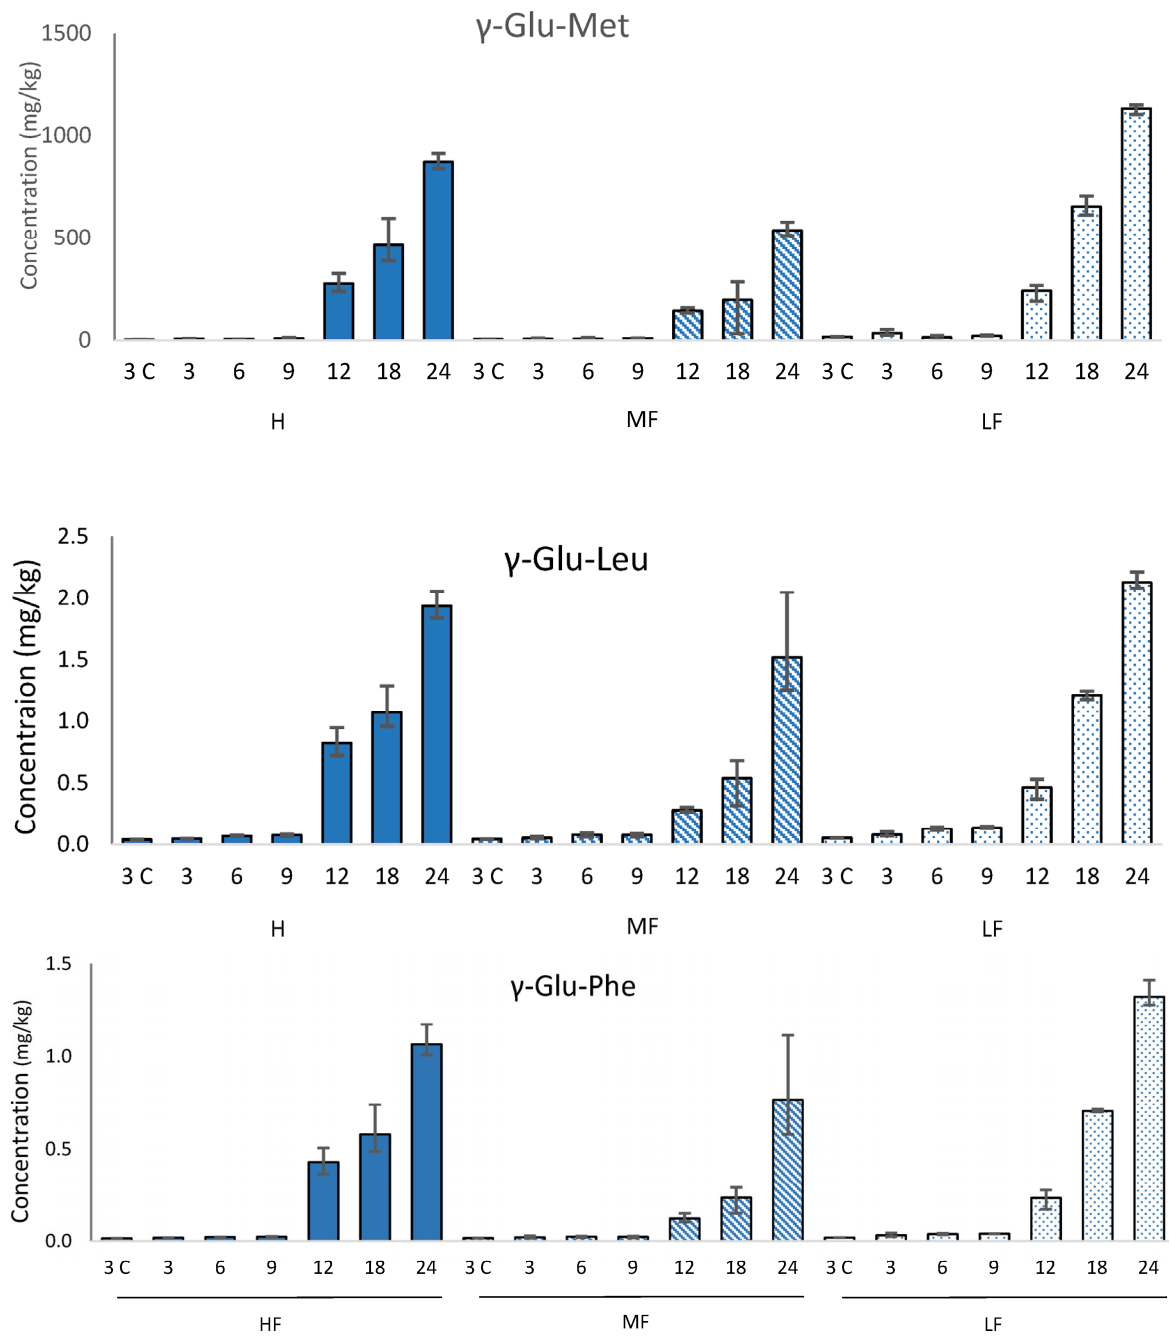 γ-Glu-Met
Concentration (mg/kg)
1500
1000
500
0
3 C 3 6 9 12 18 24 3 C 3 6 9 12 18 24 3 C 3 6 9 12 18 24
H MF LF
γ-Glu-Leu
Concentraion (mg/kg)
2.5
2.0
1.5
1.0
0.5
0.0
3 C 3 6 9 12 18 24 3 C 3 6 9 12 18 24 3 C 3 6 9 12 18 24
H MF LF
γ-Glu-Phe
Concentration (mg/kg)
1.5
1.0
0.5
0.0
3 C 3 6 9 12 18 24 3 C 3 6 9 12 18 24 3 C 3 6 9 12 18 24
HF MF LF